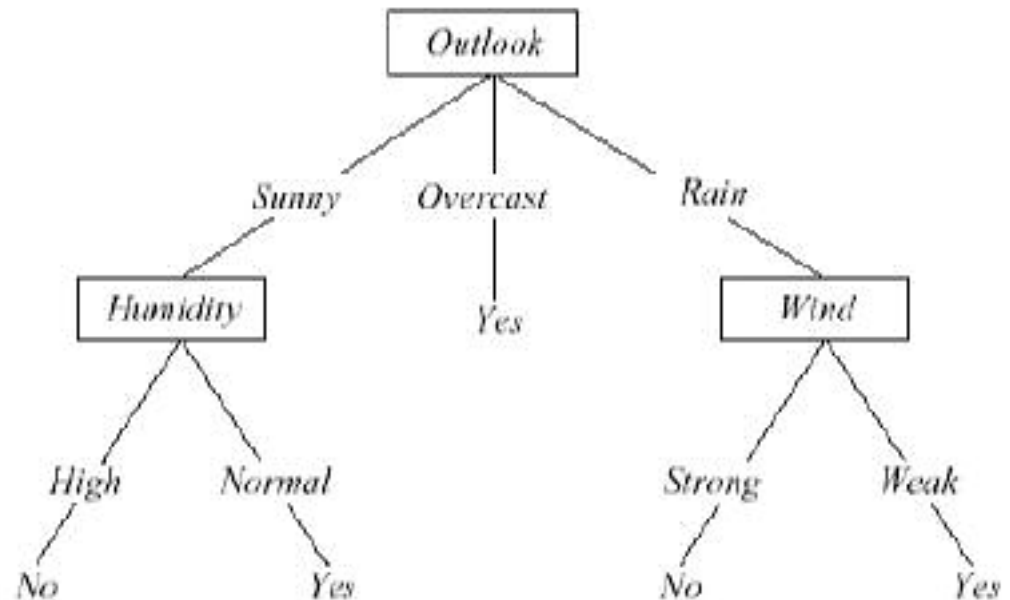 Outlook
Sunny Overcast Rain
Humidity Yes Wind
High Normal Strong Weak
No Yes No Yes